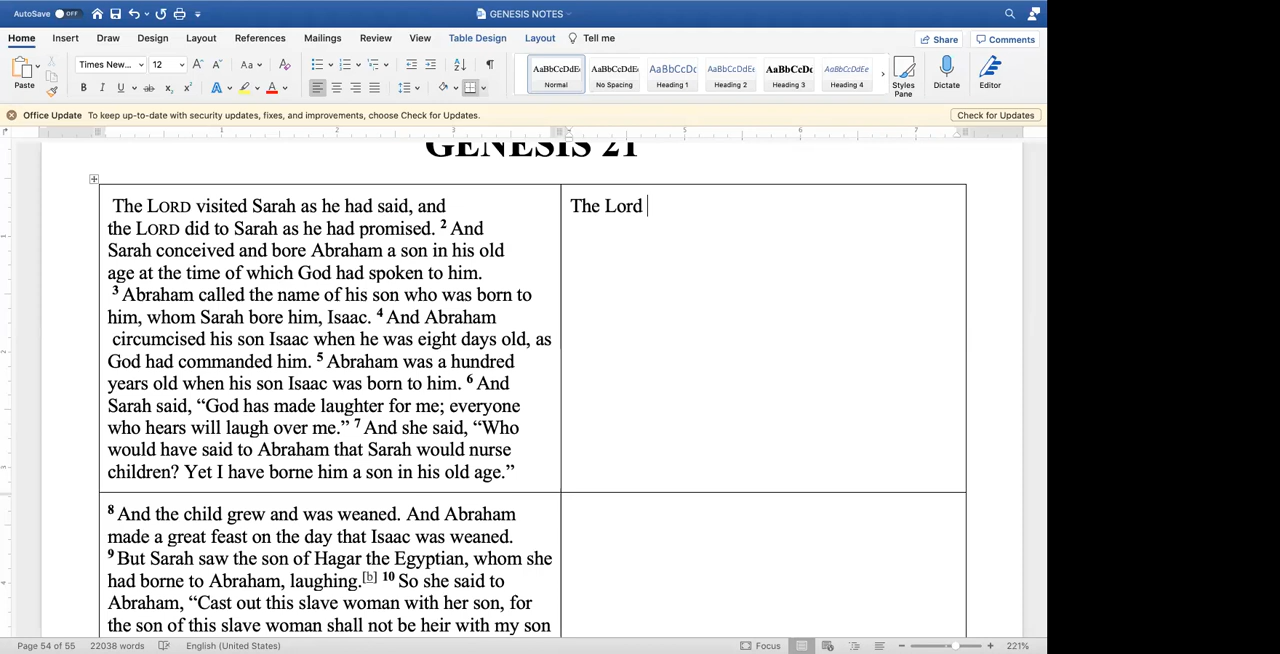 AutoSave OFF GENESIS NOTES
Home Insert Draw Design Layout References Mailings Review View Table Design Layout Tell me Share Comments
Paste Times New... 12 A A Aa A AaBbCcDdEe AaBbCcDdEe AaBbCcDc AaBbCcDdEe AaBbCcDc AaBbCcDdEe
B I U ab x₂ x² A A Normal No Spacing Heading 1 Heading 2 Heading 3 Heading 4 Styles Pane Dictate Editor
Office Update To keep up-to-date with security updates, fixes, and improvements, choose Check for Updates. Check for Updates
1 2 3 5 6 7
GENESIS 21
The LORD visited Sarah as he had said, and
the LORD did to Sarah as he had promised. 2 And
Sarah conceived and bore Abraham a son in his old
age at the time of which God had spoken to him.
3 Abraham called the name of his son who was born to
him, whom Sarah bore him, Isaac. 4 And Abraham
circumcised his son Isaac when he was eight days old, as
God had commanded him. 5 Abraham was a hundred
years old when his son Isaac was born to him. 6 And
Sarah said, “God has made laughter for me; everyone
who hears will laugh over me.” 7 And she said, “Who
would have said to Abraham that Sarah would nurse
children? Yet I have borne him a son in his old age.”
The Lord
8 And the child grew and was weaned. And Abraham
made a great feast on the day that Isaac was weaned.
9 But Sarah saw the son of Hagar the Egyptian, whom she
had borne to Abraham, laughing.[b] 10 So she said to
Abraham, “Cast out this slave woman with her son, for
the son of this slave woman shall not be heir with my son
Page 54 of 55 22038 words English (United States) Focus 221%